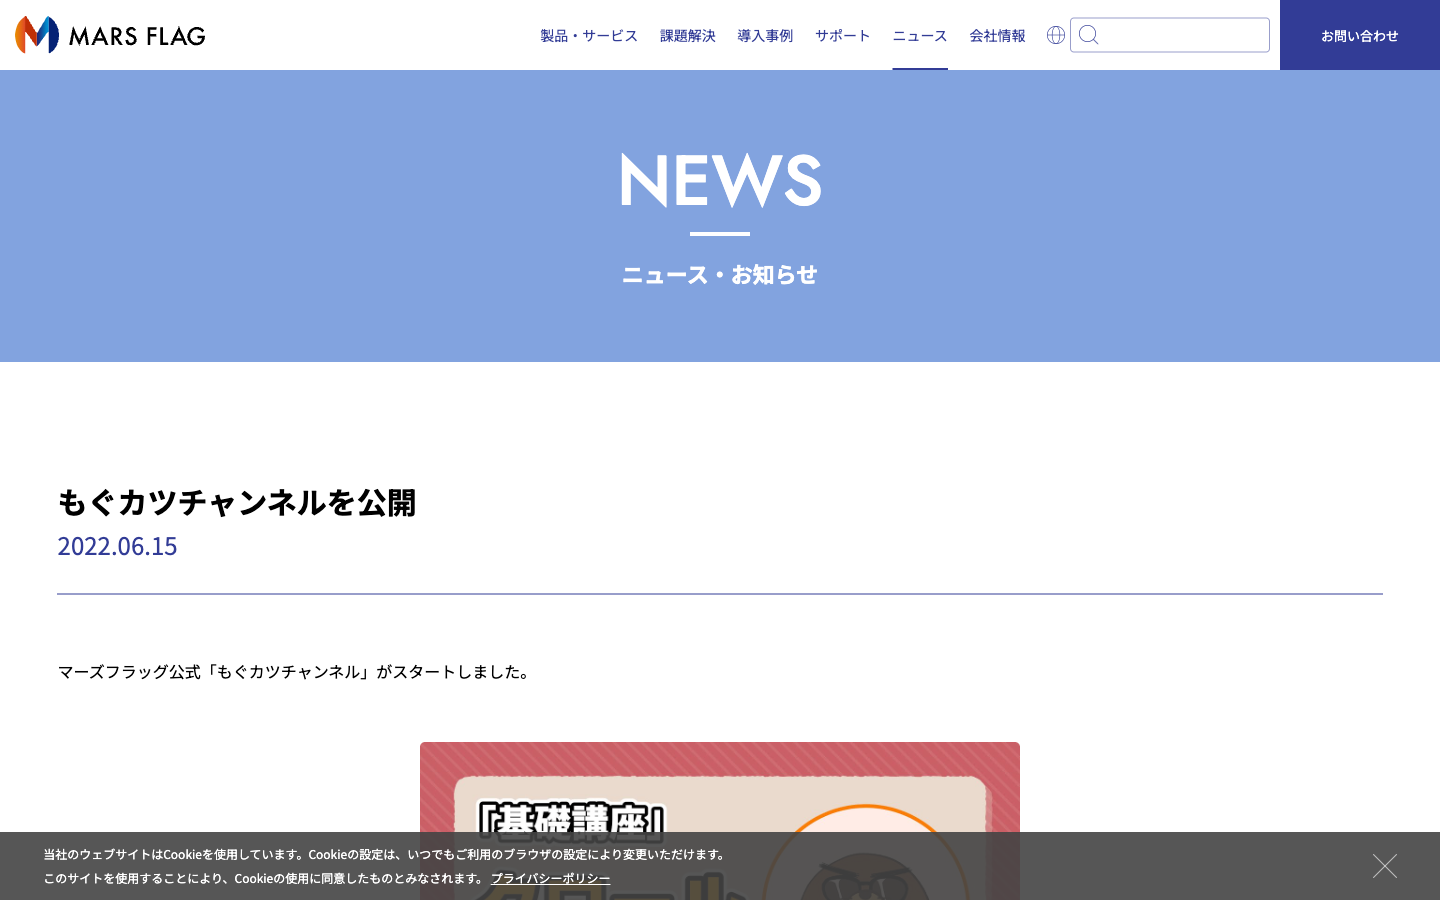 MARS FLAG
製品・サービス
課題解決
導入事例
サポート
ニュース
会社情報
お問い合わせ
NEWS
ニュース・お知らせ
もぐカツチャンネルを公開
2022.06.15
マーズフラッグ公式「もぐカツチャンネル」がスタートしました。
「基礎講座」
クロール
当社のウェブサイトはCookieを使用しています。Cookieの設定は、いつでもご利用のブラウザの設定により変更いただけます。
このサイトを使用することにより、Cookieの使用に同意したものとみなされます。 プライバシーポリシー